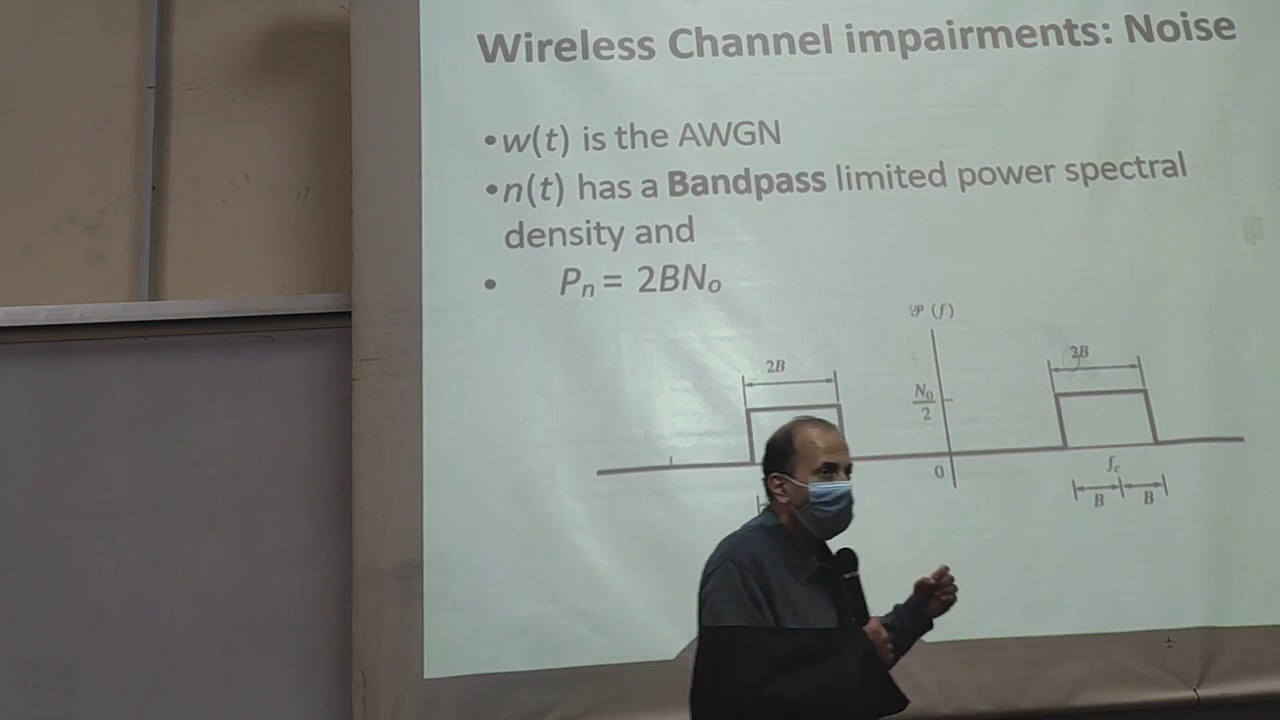 Wireless Channel impairments: Noise
•w(t) is the AWGN
•n(t) has a Bandpass limited power spectral
density and
• Pn = 2BNo
𝒫 (f)
2B
2B
N0
2
0
fc
B
B